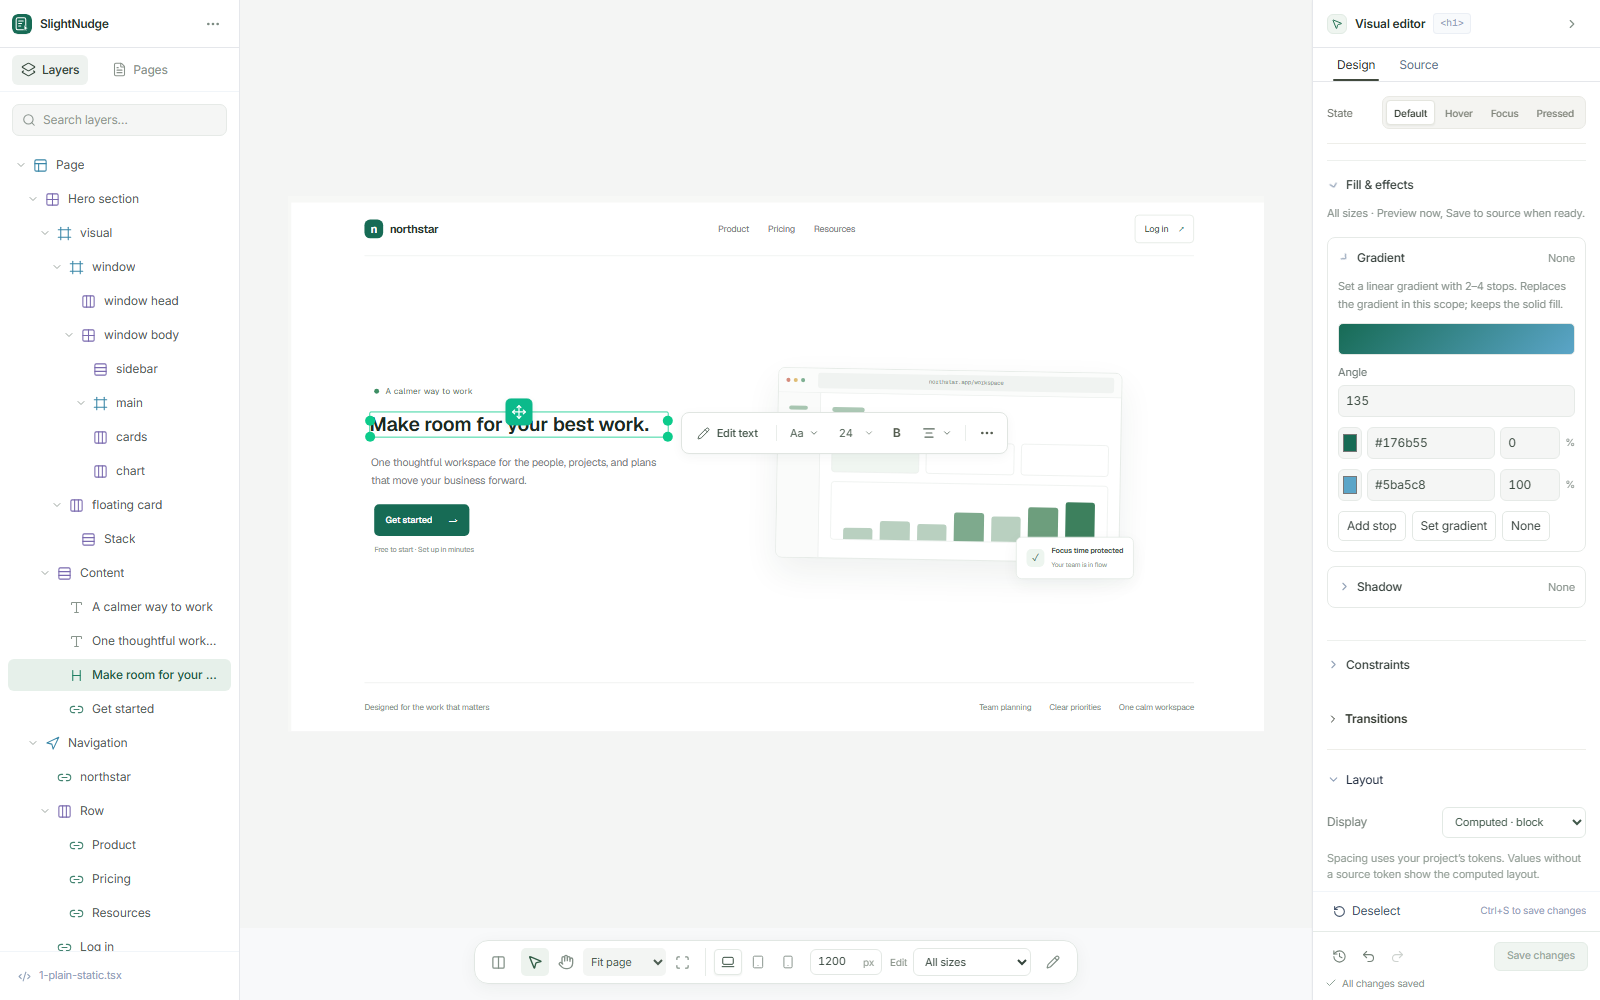 SlightNudge
Layers
Pages
Search layers...
Page
Hero section
visual
window
window head
window body
sidebar
main
cards
chart
floating card
Stack
Content
A calmer way to work
One thoughtful work...
Make room for your ...
Get started
Navigation
northstar
Row
Product
Pricing
Resources
Log in
1-plain-static.tsx
n northstar
Product Pricing Resources
Log in
A calmer way to work
Make room for your best work.
One thoughtful workspace for the people, projects, and plans
that move your business forward.
Get started →
Free to start · Set up in minutes
northstar.app/workspace
Edit text Aa 24 B
Focus time protected
Your team is in flow
Designed for the work that matters
Team planning Clear priorities One calm workspace
Fit page 1200 px Edit All sizes
Visual editor <h1>
Design Source
State Default Hover Focus Pressed
Fill & effects
All sizes · Preview now, Save to source when ready.
Gradient None
Set a linear gradient with 2–4 stops. Replaces
the gradient in this scope; keeps the solid fill.
Angle
135
#176b55 0 %
#5ba5c8 100 %
Add stop Set gradient None
Shadow None
Constraints
Transitions
Layout
Display Computed · block
Spacing uses your project's tokens. Values without
a source token show the computed layout.
Deselect Ctrl+S to save changes
Save changes
All changes saved